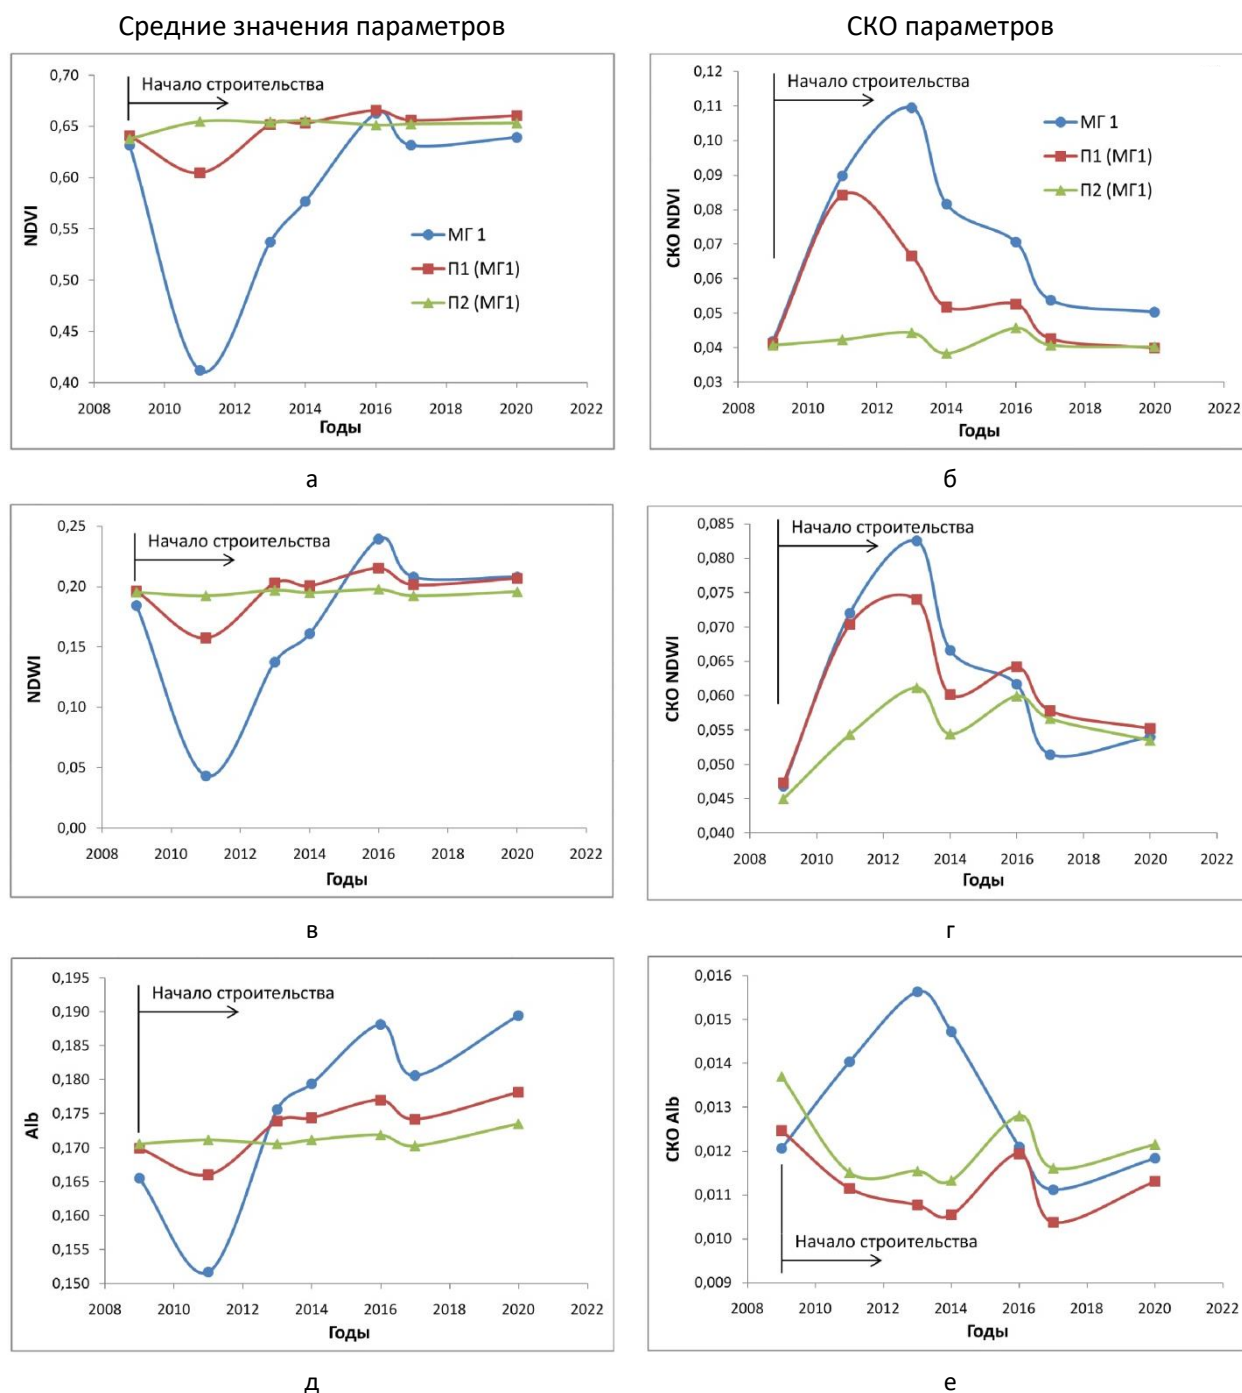 Средние значения параметров
СКО параметров
0,70
0,65
0,60
0,55
0,50
0,45
0,40
NDVI
Начало строительства
МГ 1
П1 (МГ1)
П2 (МГ1)
2008 2010 2012 2014 2016 2018 2020 2022
Годы
а
0,12
0,11
0,10
0,09
0,08
0,07
0,06
0,05
0,04
0,03
СКО NDVI
Начало строительства
МГ 1
П1 (МГ1)
П2 (МГ1)
2008 2010 2012 2014 2016 2018 2020 2022
Годы
б
0,25
0,20
0,15
0,10
0,05
0,00
NDWI
Начало строительства
2008 2010 2012 2014 2016 2018 2020 2022
Годы
в
0,085
0,080
0,075
0,070
0,065
0,060
0,055
0,050
0,045
0,040
СКО NDWI
Начало строительства
2008 2010 2012 2014 2016 2018 2020 2022
Годы
г
0,195
0,190
0,185
0,180
0,175
0,170
0,165
0,160
0,155
0,150
Alb
Начало строительства
2008 2010 2012 2014 2016 2018 2020 2022
Годы
д
0,016
0,015
0,014
0,013
0,012
0,011
0,010
0,009
СКО Alb
Начало строительства
2008 2010 2012 2014 2016 2018 2020 2022
Годы
е